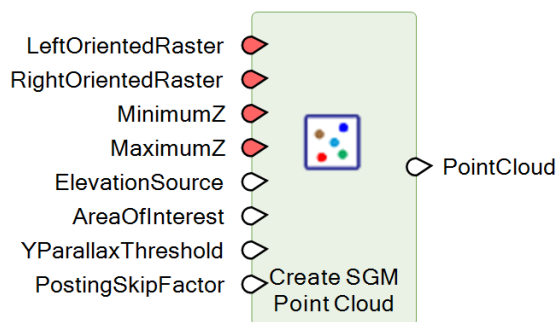 LeftOrientedRaster
RightOrientedRaster
MinimumZ
MaximumZ
ElevationSource
AreaOfInterest
YParallaxThreshold
PostingSkipFactor
PointCloud
Create SGM
Point Cloud